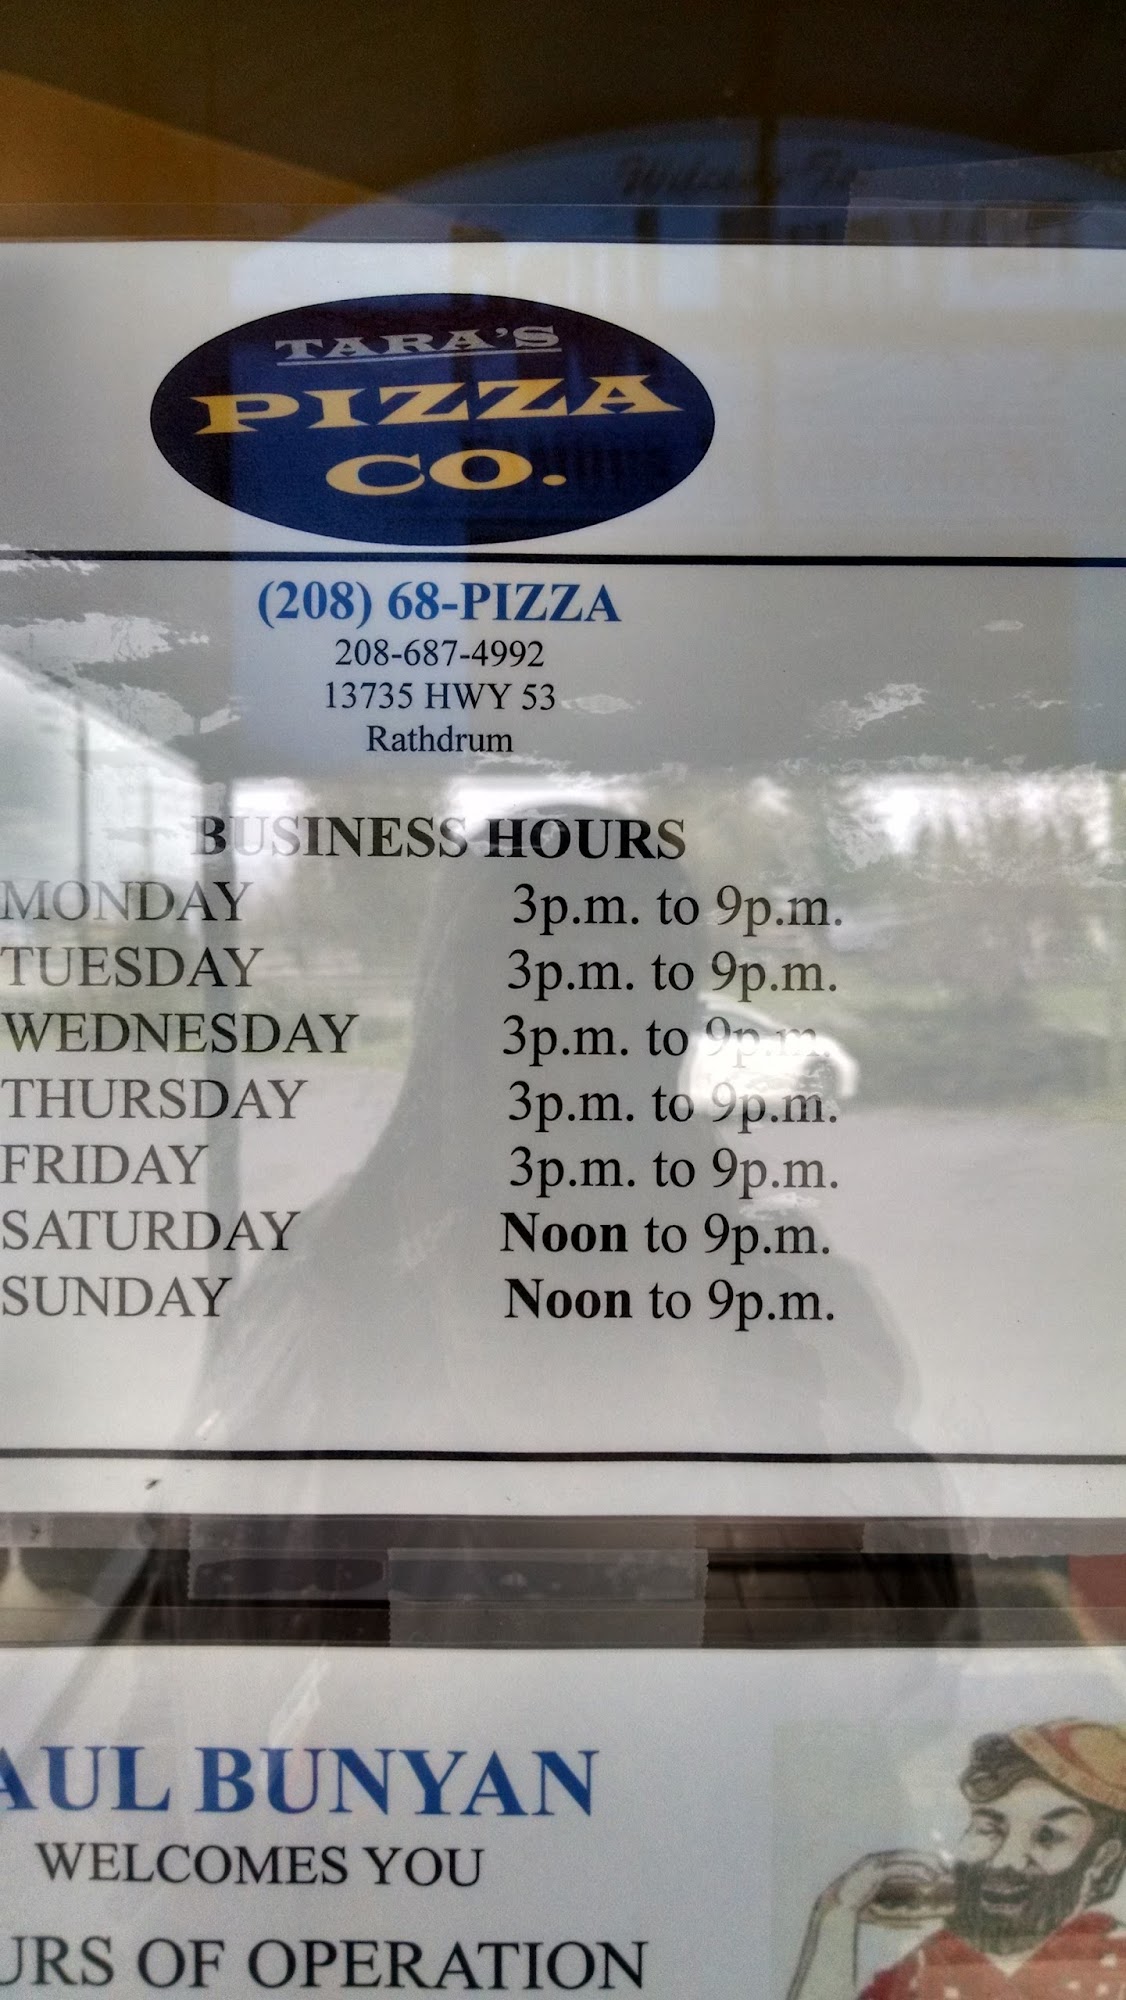 TARA'S
PIZZA
CO.
(208) 68-PIZZA
208-687-4992
13735 HWY 53
Rathdrum
BUSINESS HOURS
MONDAY 3p.m. to 9p.m.
TUESDAY 3p.m. to 9p.m.
WEDNESDAY 3p.m. to 9p.m.
THURSDAY 3p.m. to 9p.m.
FRIDAY 3p.m. to 9p.m.
SATURDAY Noon to 9p.m.
SUNDAY Noon to 9p.m.
AUL BUNYAN
WELCOMES YOU
URS OF OPERATION